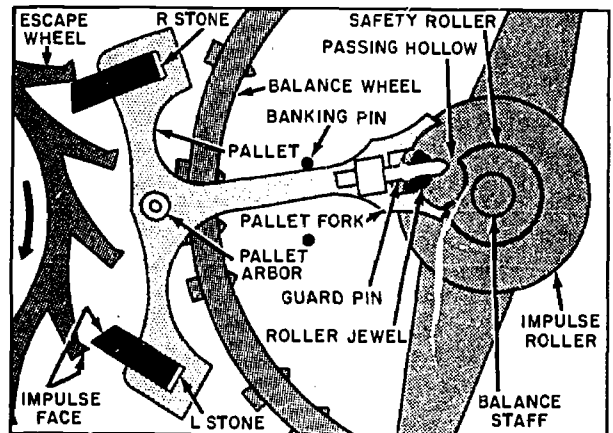 ESCAPE
WHEEL
R STONE
SAFETY ROLLER
PASSING HOLLOW
BALANCE WHEEL
BANKING PIN
PALLET
PALLET FORK
PALLET
ARBOR
GUARD PIN
ROLLER JEWEL
IMPULSE
ROLLER
IMPULSE
FACE
L STONE
BALANCE
STAFF